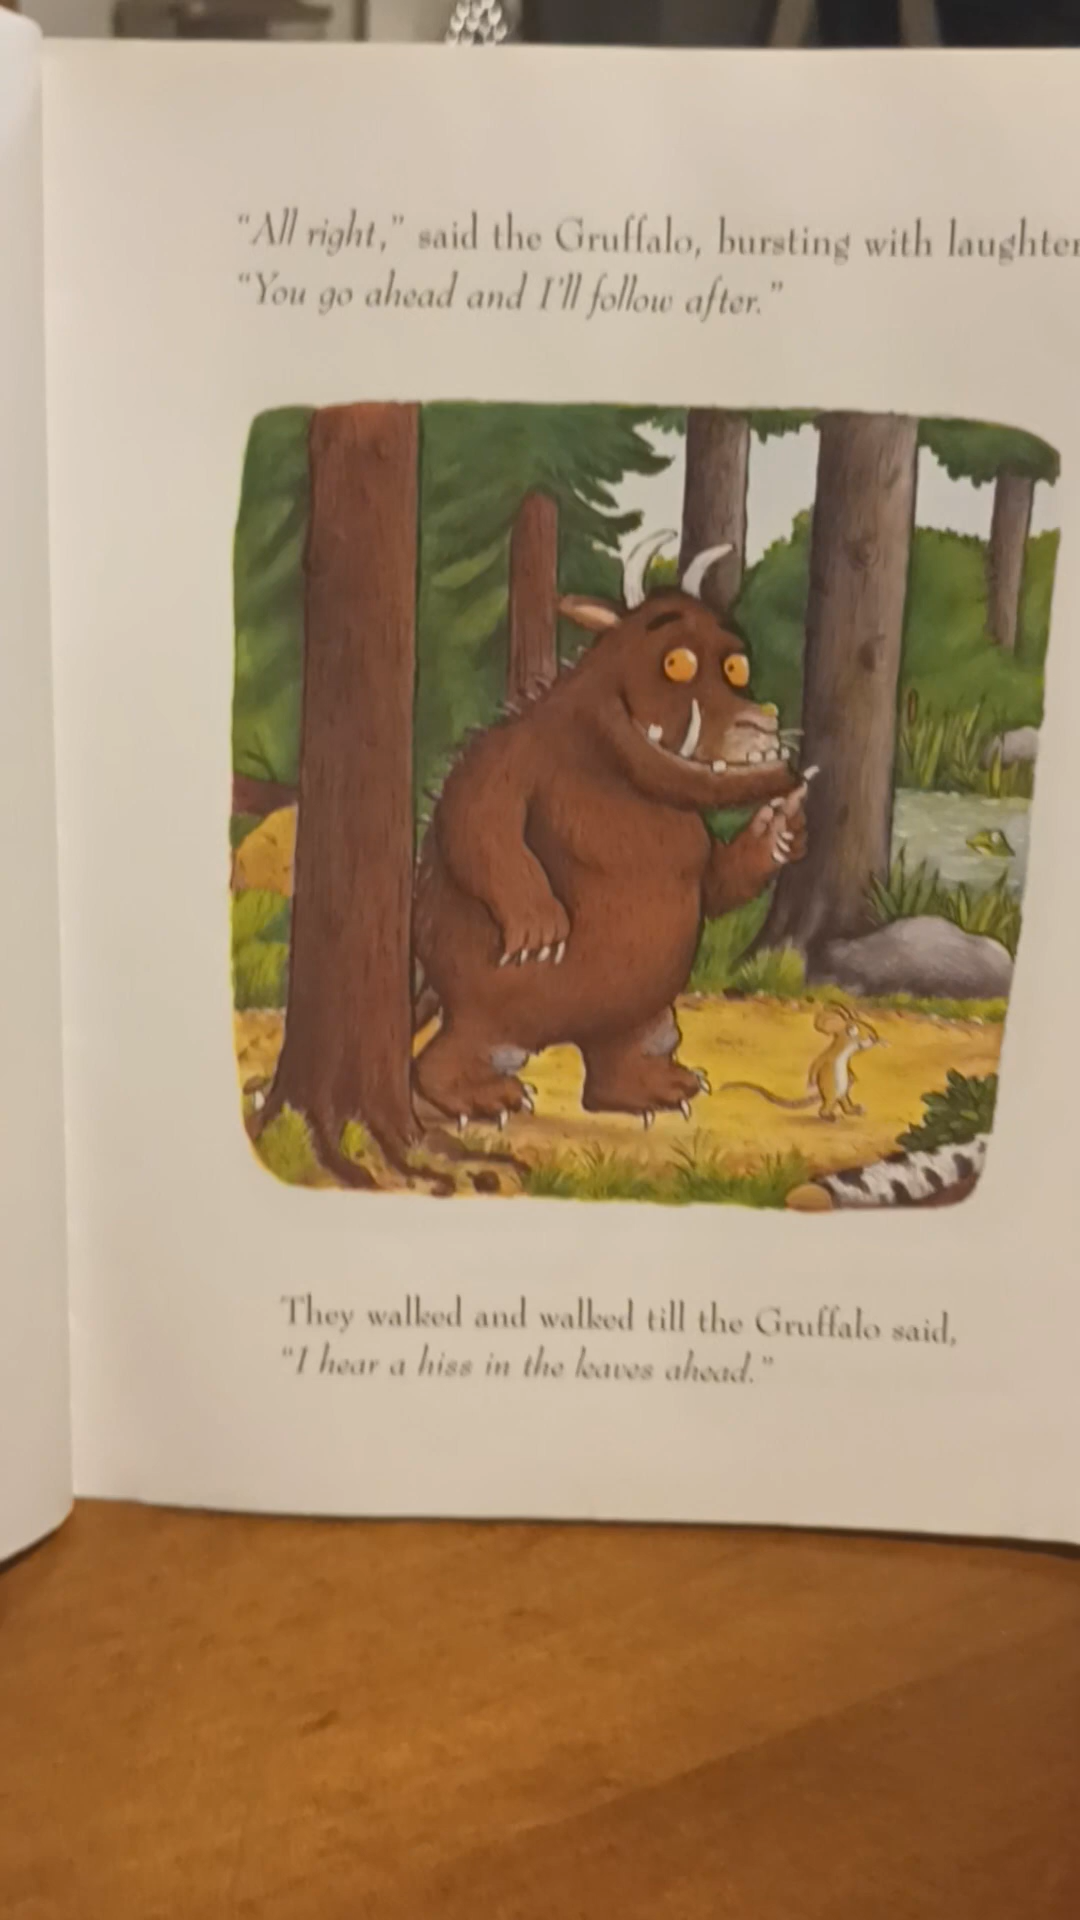 “All right,” said the Gruffalo, bursting with laughter
“You go ahead and I’ll follow after.”
They walked and walked till the Gruffalo said,
“I hear a hiss in the leaves ahead.”